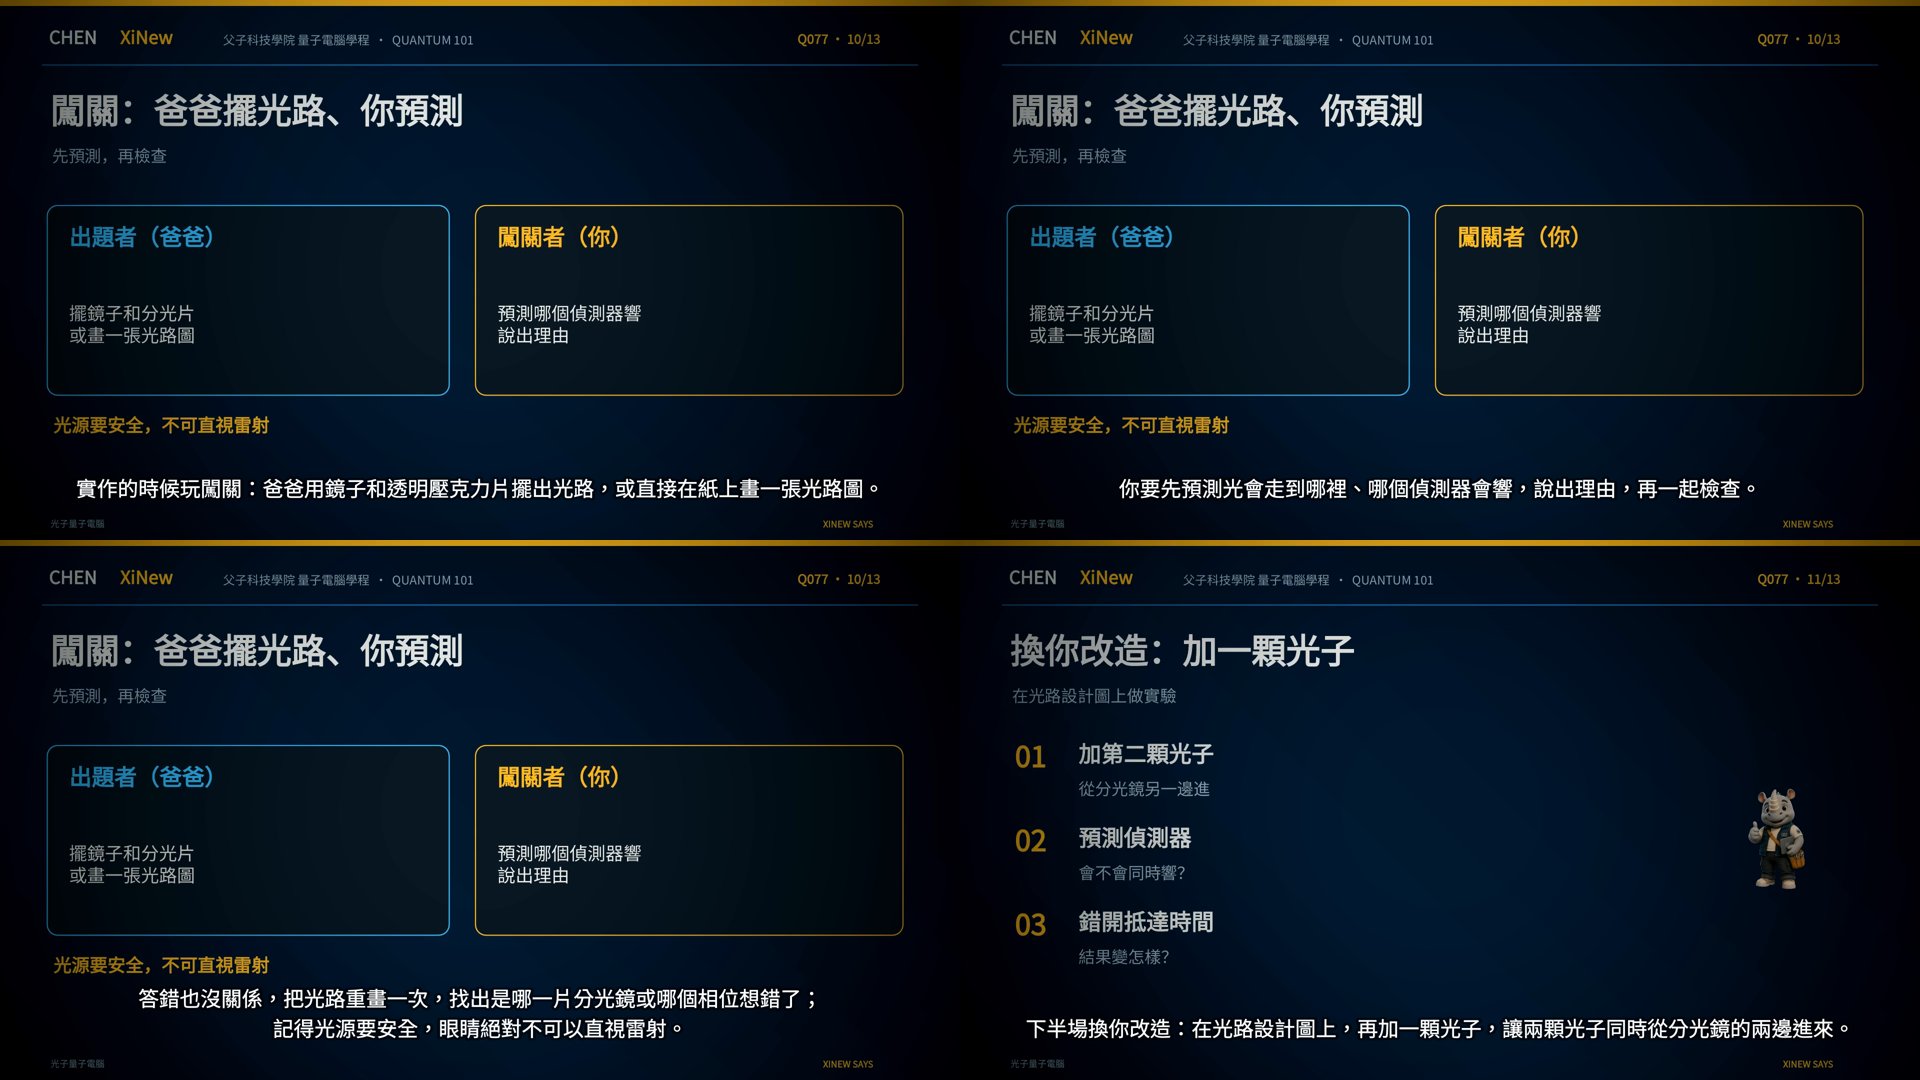 CHEN XiNew 父子科技學院 量子電腦學程 · QUANTUM 101 Q077 · 10/13
闖關：爸爸擺光路、你預測
先預測，再檢查
出題者（爸爸）
擺鏡子和分光片
或畫一張光路圖
闖關者（你）
預測哪個偵測器響
說出理由
光源要安全，不可直視雷射
實作的時候玩闖關：爸爸用鏡子和透明壓克力片擺出光路，或直接在紙上畫一張光路圖。
光子量子電腦 XINEW SAYS
CHEN XiNew 父子科技學院 量子電腦學程 · QUANTUM 101 Q077 · 10/13
闖關：爸爸擺光路、你預測
先預測，再檢查
出題者（爸爸）
擺鏡子和分光片
或畫一張光路圖
闖關者（你）
預測哪個偵測器響
說出理由
光源要安全，不可直視雷射
你要先預測光會走到哪裡、哪個偵測器會響，說出理由，再一起檢查。
光子量子電腦 XINEW SAYS
CHEN XiNew 父子科技學院 量子電腦學程 · QUANTUM 101 Q077 · 10/13
闖關：爸爸擺光路、你預測
先預測，再檢查
出題者（爸爸）
擺鏡子和分光片
或畫一張光路圖
闖關者（你）
預測哪個偵測器響
說出理由
光源要安全，不可直視雷射
答錯也沒關係，把光路重畫一次，找出是哪一片分光鏡或哪個相位想錯了；
記得光源要安全，眼睛絕對不可以直視雷射。
光子量子電腦 XINEW SAYS
CHEN XiNew 父子科技學院 量子電腦學程 · QUANTUM 101 Q077 · 11/13
換你改造：加一顆光子
在光路設計圖上做實驗
01 加第二顆光子
從分光鏡另一邊進
02 預測偵測器
會不會同時響？
03 錯開抵達時間
結果變怎樣？
下半場換你改造：在光路設計圖上，再加一顆光子，讓兩顆光子同時從分光鏡的兩邊進來。
光子量子電腦 XINEW SAYS